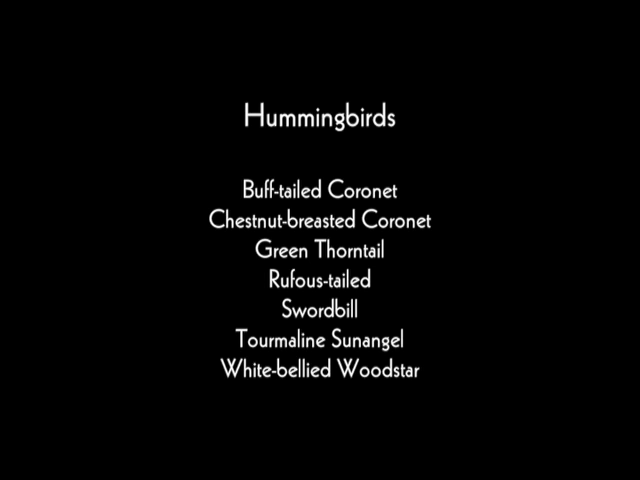 Hummingbirds
Buff-tailed Coronet
Chestnut-breasted Coronet
Green Thorntail
Rufous-tailed
Swordbill
Tourmaline Sunangel
White-bellied Woodstar